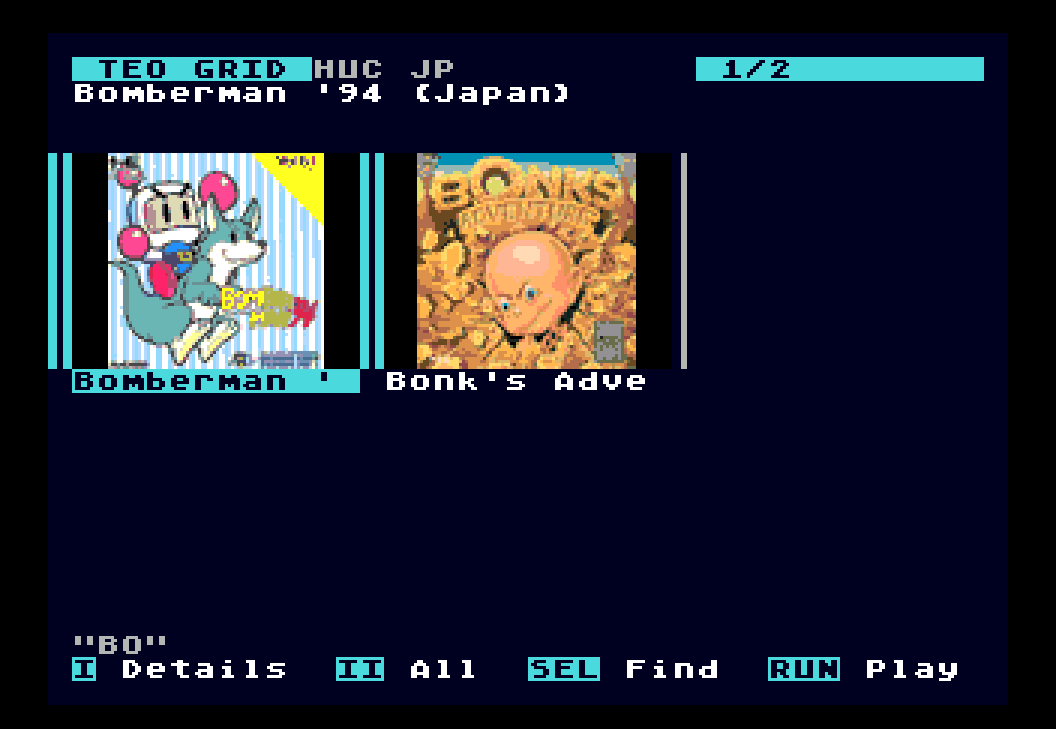 TEO GRID HUC JP 1/2
Bomberman '94 (Japan)
BONK'S
ADVENTURE
Bomberman '
Bonk's Adve
"BO"
I Details II All SEL Find RUN Play